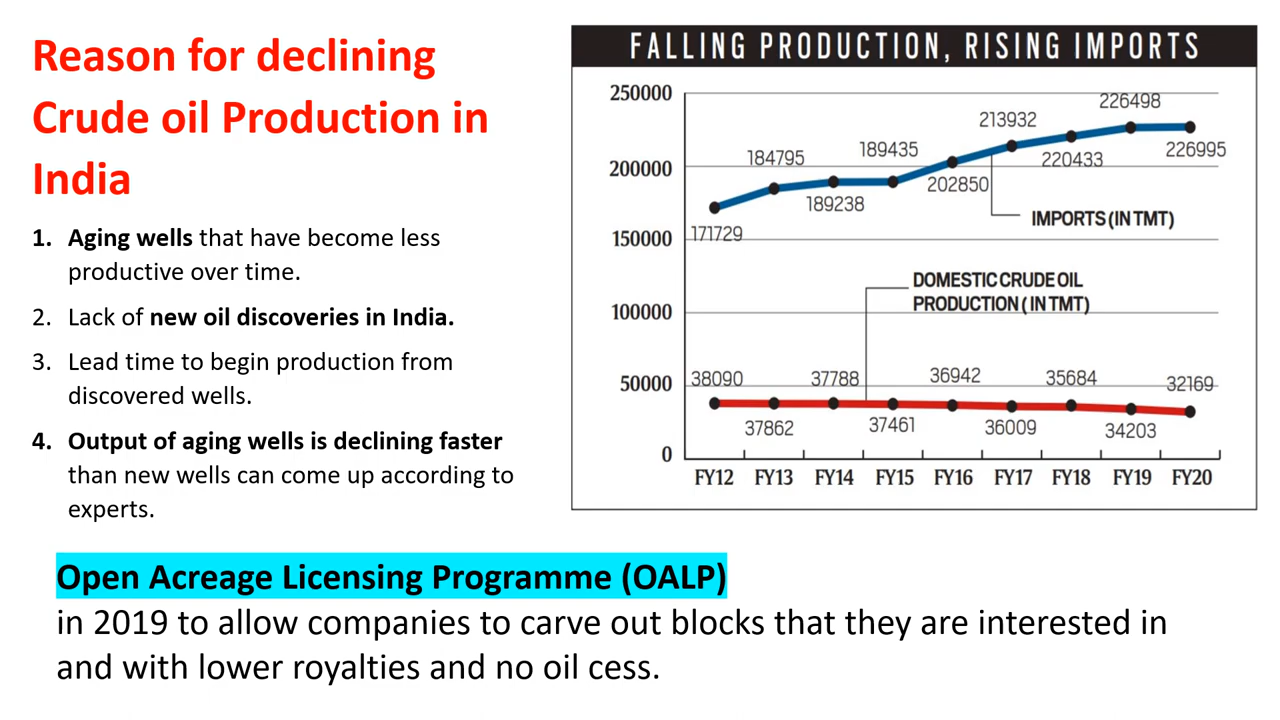 Reason for declining
Crude oil Production in
India
1. Aging wells that have become less
productive over time.
2. Lack of new oil discoveries in India.
3. Lead time to begin production from
discovered wells.
4. Output of aging wells is declining faster
than new wells can come up according to
experts.
FALLING PRODUCTION, RISING IMPORTS
250000
200000
150000
100000
50000
0
171729
184795
189238
189435
202850
213932
220433
226498
226995
IMPORTS (IN TMT)
DOMESTIC CRUDE OIL
PRODUCTION ( IN TMT)
38090
37862
37788
37461
36942
36009
35684
34203
32169
FY12 FY13 FY14 FY15 FY16 FY17 FY18 FY19 FY20
Open Acreage Licensing Programme (OALP)
in 2019 to allow companies to carve out blocks that they are interested in
and with lower royalties and no oil cess.